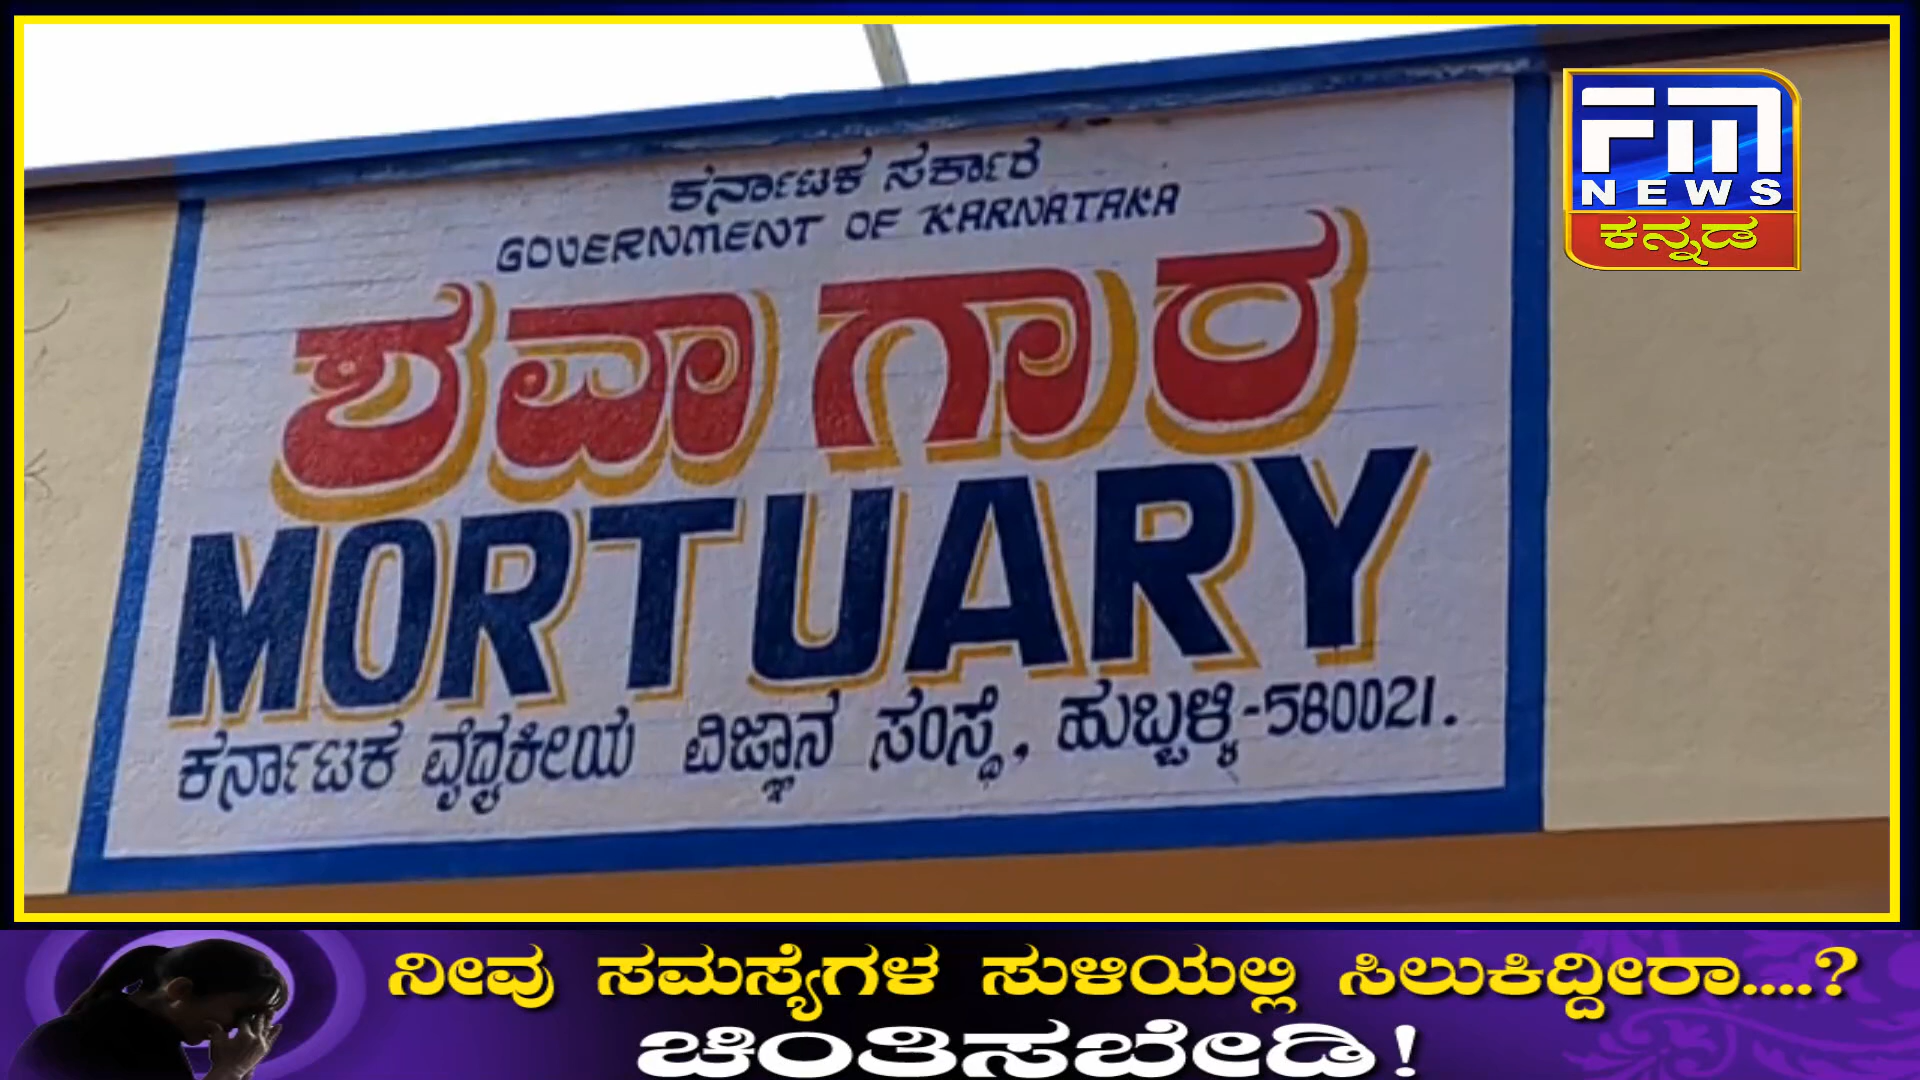 ಕರ್ನಾಟಕ ಸರ್ಕಾರ
GOVERNMENT OF KARNATAKA
ಶವಾಗಾರ
MORTUARY
ಕರ್ನಾಟಕ ವೈದ್ಯಕೀಯ ವಿಜ್ಞಾನ ಸಂಸ್ಥೆ, ಹುಬ್ಬಳ್ಳಿ-580021.
FM
NEWS
ಕನ್ನಡ
ನೀವು ಸಮಸ್ಯೆಗಳ ಸುಳಿಯಲ್ಲಿ ಸಿಲುಕಿದ್ದೀರಾ....?
ಚಿಂತಿಸಬೇಡಿ!